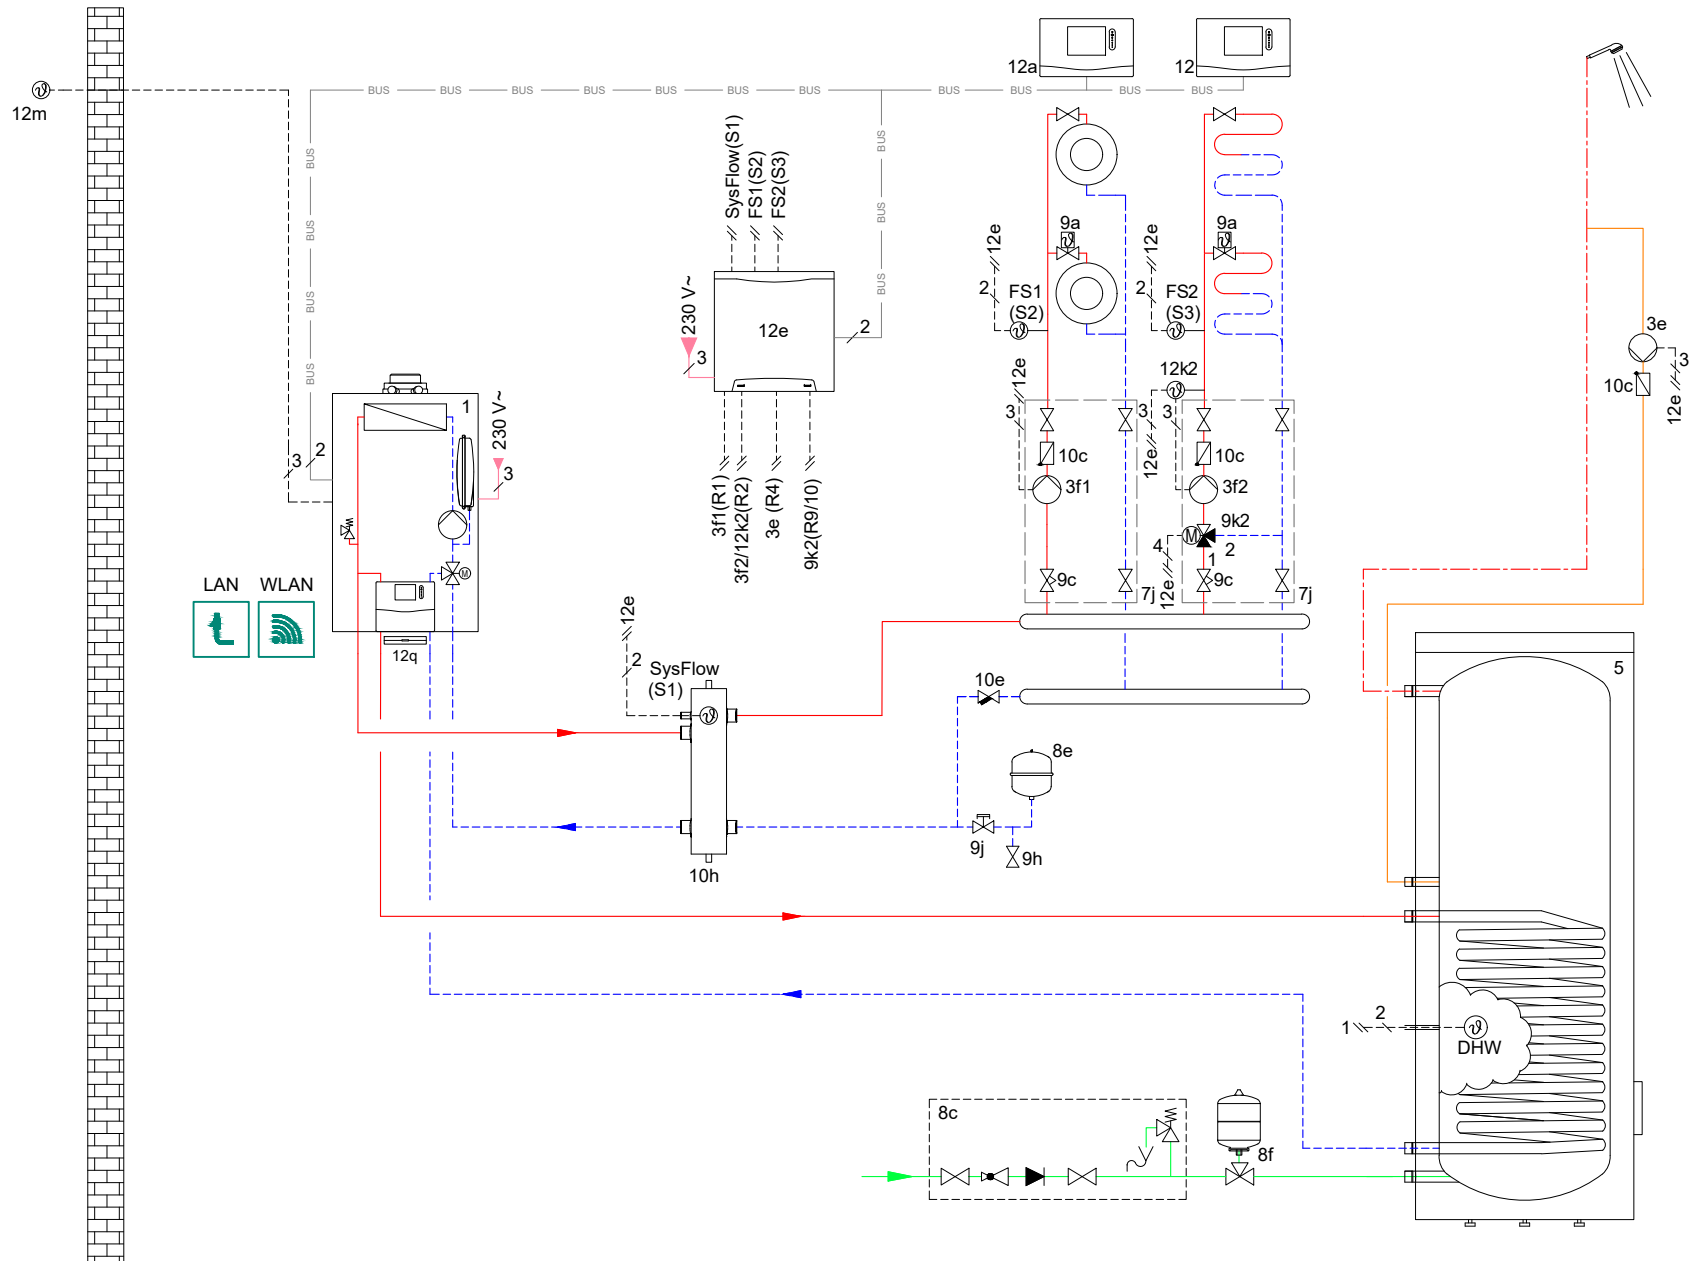 12a
12
BUS BUS BUS BUS BUS BUS BUS BUS BUS BUS BUS
12m
BUS
BUS
BUS
BUS
BUS
BUS
BUS
SysFlow(S1)
FS1(S2)
FS2(S3)
230 V~
3
12e
2
3f1(R1)
3f2/12k2(R2)
3e (R4)
9k2(R9/10)
12e
2
FS1
(S2)
9a
12e
2
FS2
(S3)
9a
12k2
12e
3
10c
3f1
9c
7j
3
12e
3
10c
3f2
9k2
M
2
1
4
12e
9c
7j
3e
3
10c
12e
1
230 V~
3
3
2
M
12q
LAN WLAN
12e
2
SysFlow
(S1)
10h
10e
8e
9j
9h
5
1
2
DHW
8c
8f